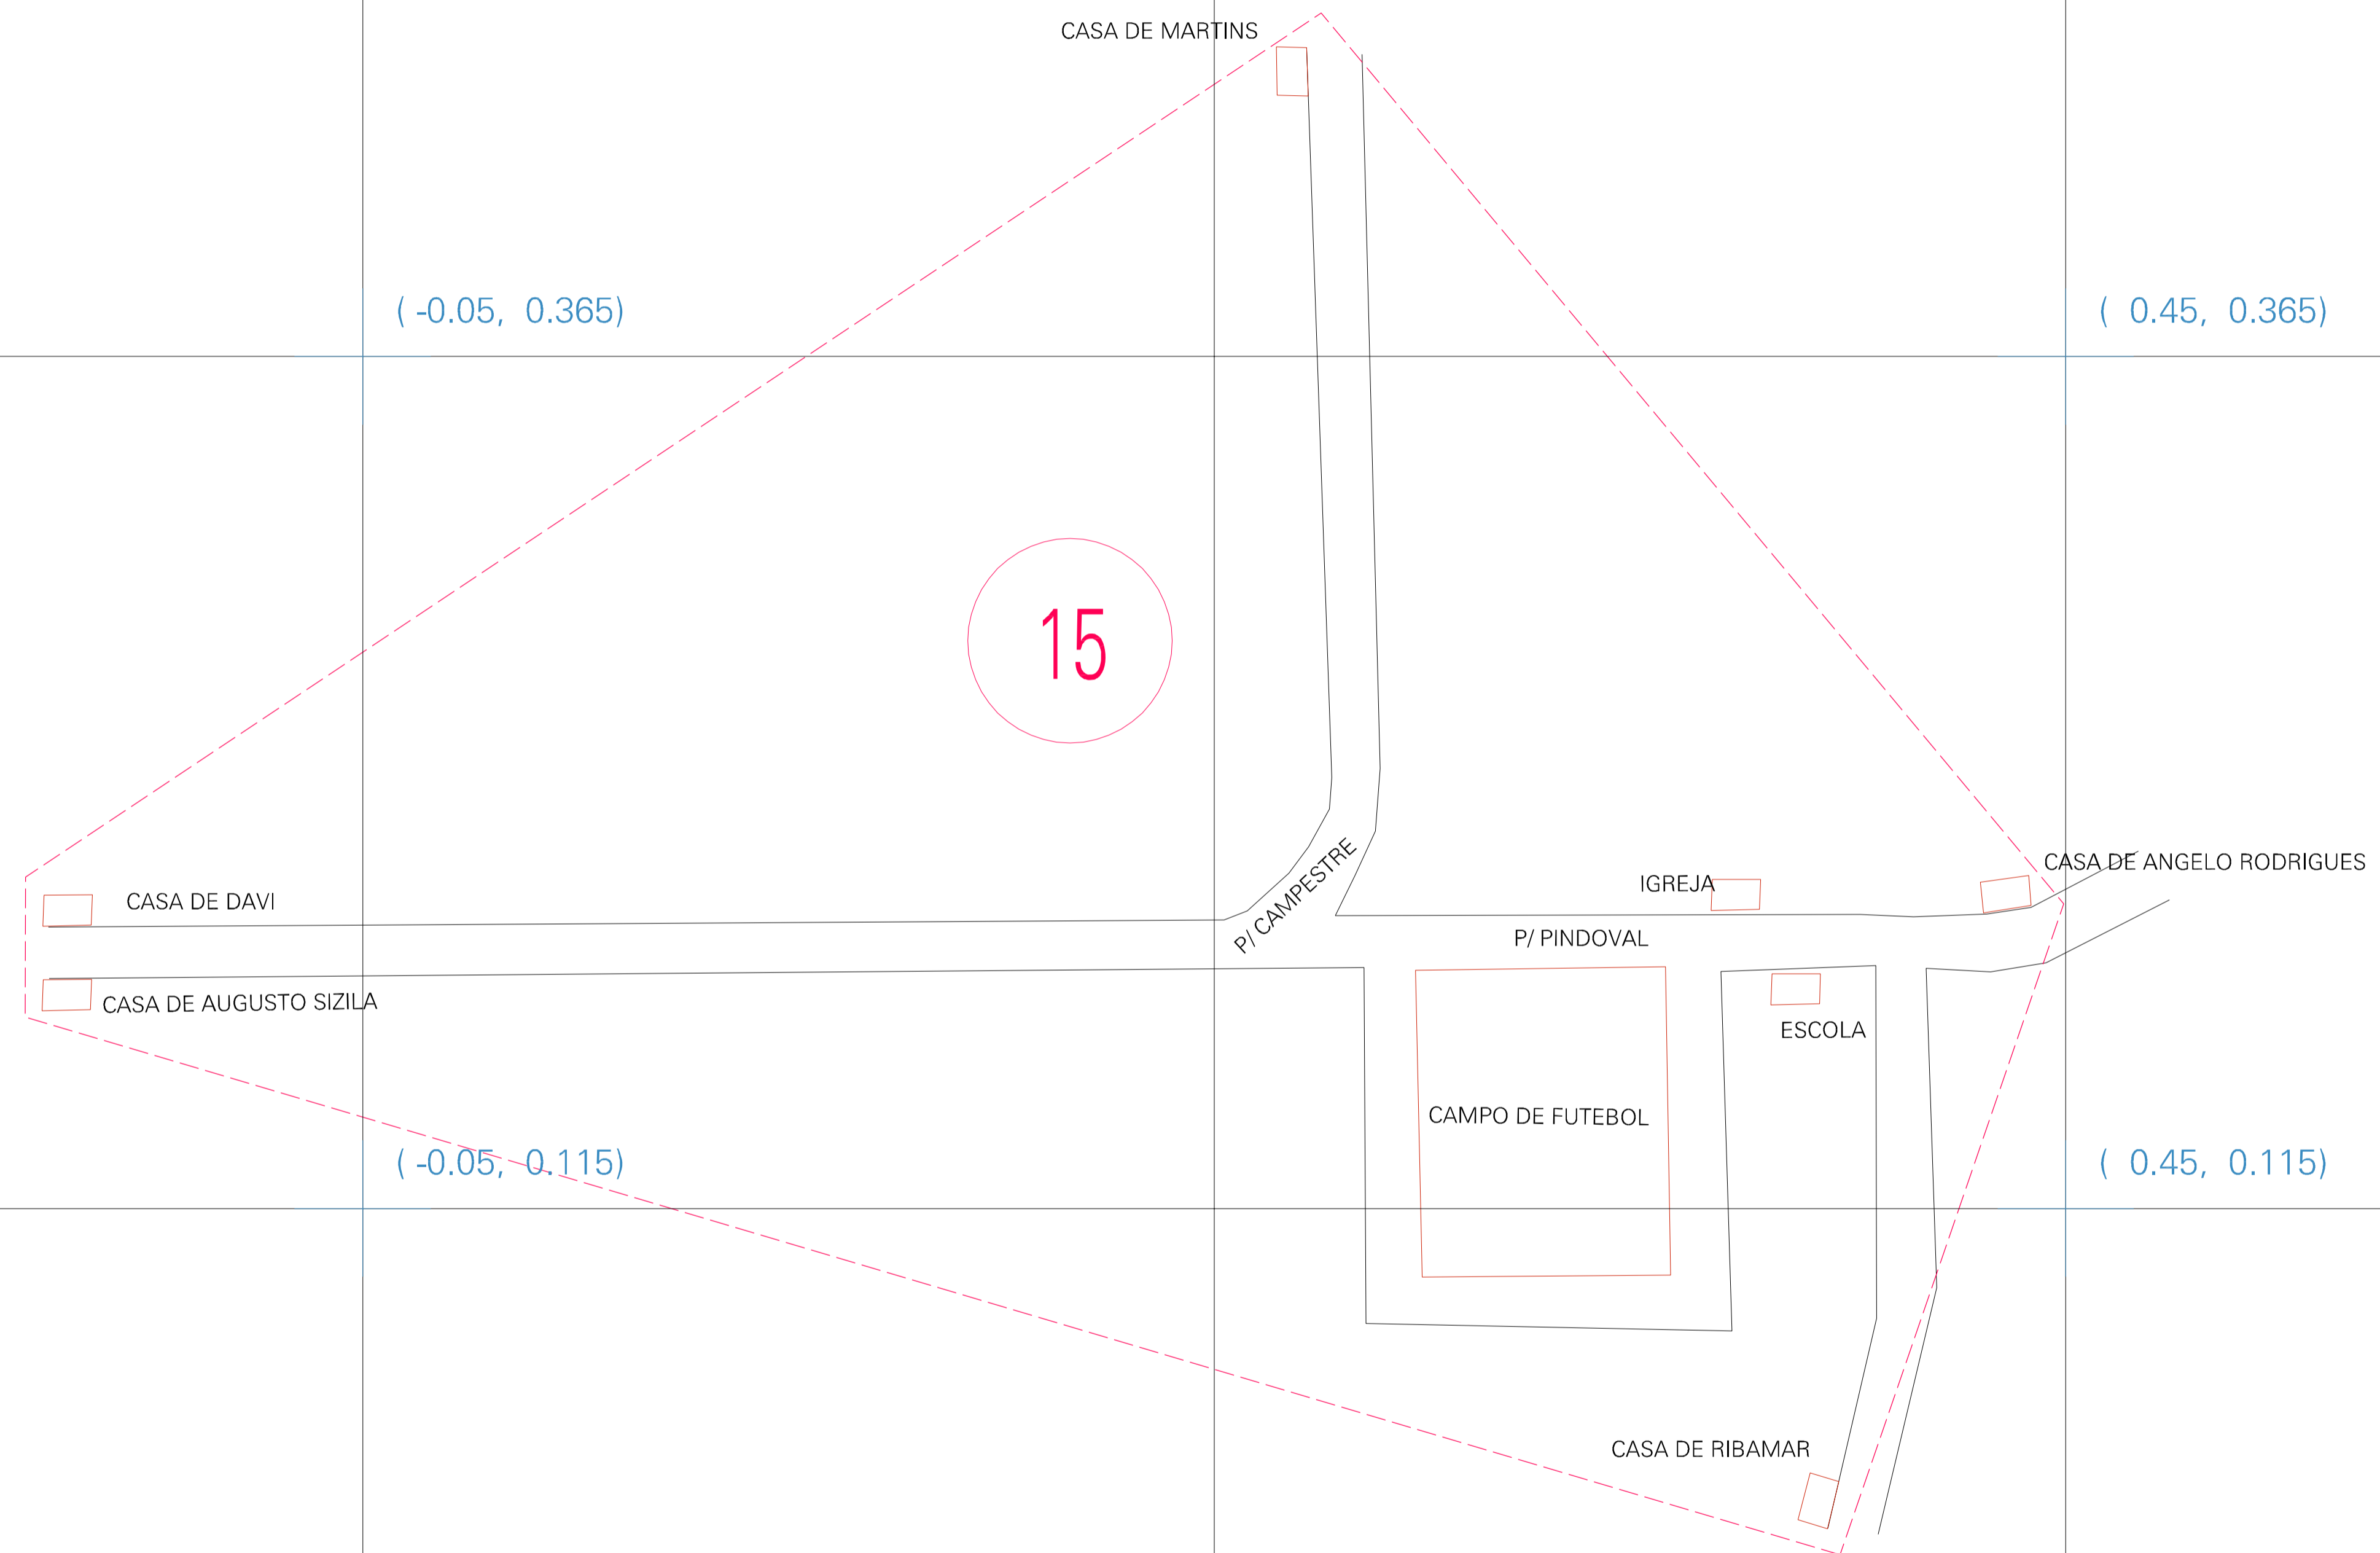 CASA DE MARTINS
( -0.05, 0.365)
( 0.45, 0.365)
15
CASA DE ANGELO RODRIGUES
IGREJA
CASA DE DAVI
P/ CAMPESTRE
P/ PINDOVAL
CASA DE AUGUSTO SIZILA
ESCOLA
CAMPO DE FUTEBOL
( -0.05, 0.115)
( 0.45, 0.115)
CASA DE RIBAMAR